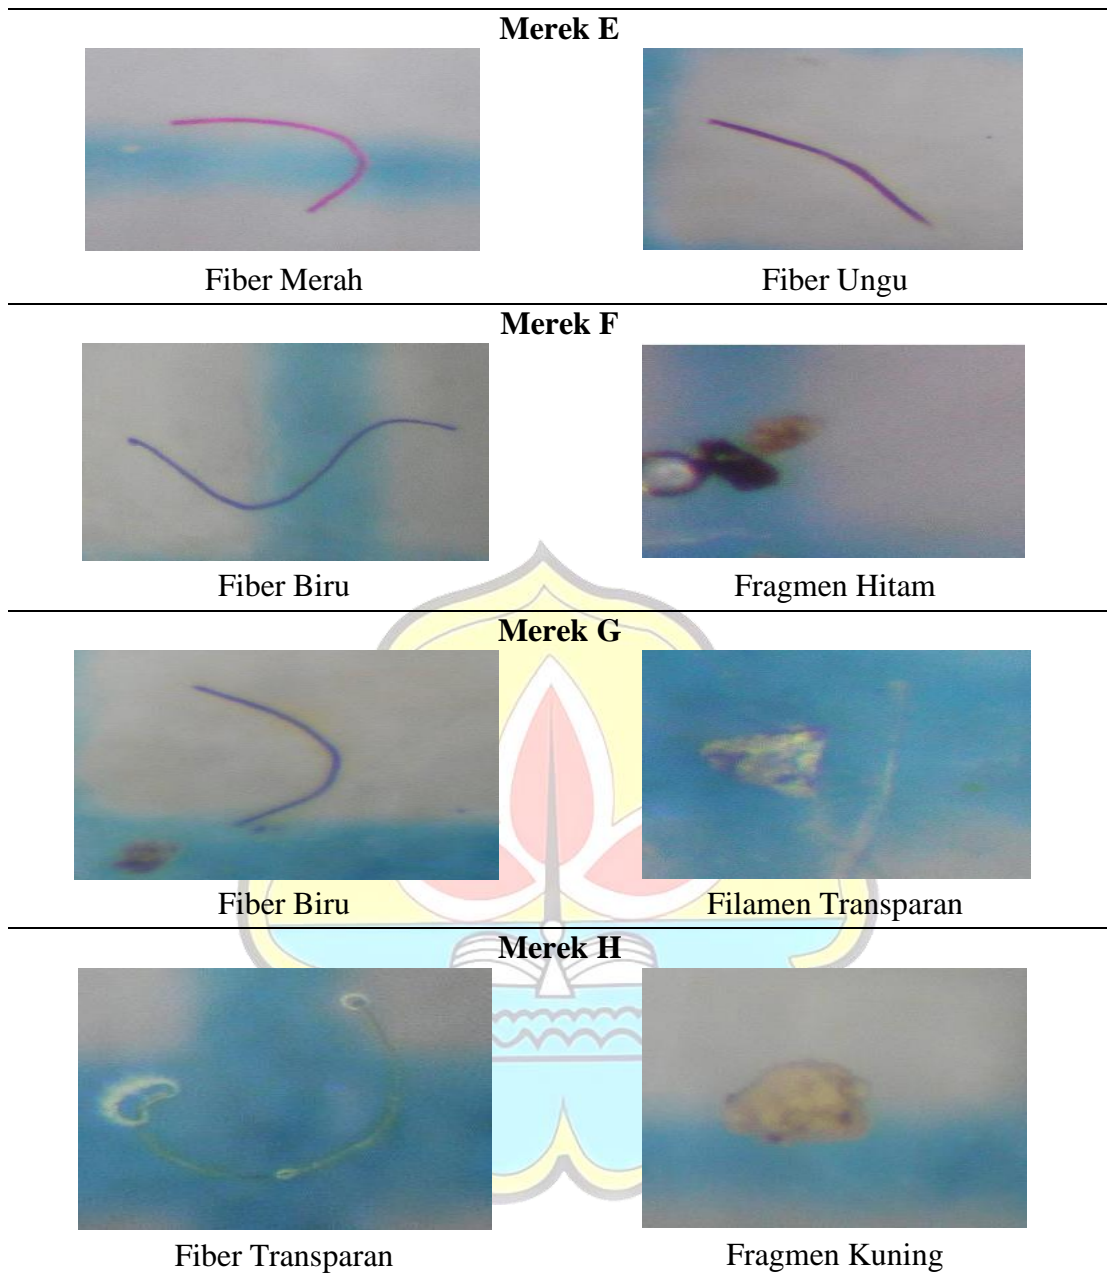 Merek E
Fiber Merah Fiber Ungu
Merek F
Fiber Biru Fragmen Hitam
Merek G
Fiber Biru Filamen Transparan
Merek H
Fiber Transparan Fragmen Kuning